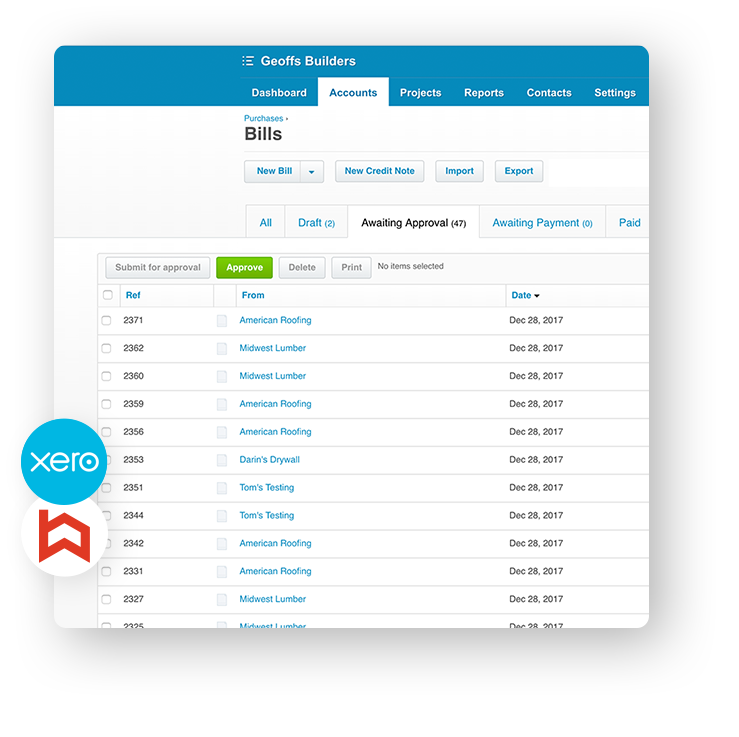 Geoffs Builders
Dashboard Accounts Projects Reports Contacts Settings
Purchases ›
Bills
New Bill New Credit Note Import Export
All Draft (2) Awaiting Approval (47) Awaiting Payment (0) Paid
Submit for approval Approve Delete Print No items selected
Ref From Date
2371 American Roofing Dec 28, 2017
2362 Midwest Lumber Dec 28, 2017
2360 Midwest Lumber Dec 28, 2017
2359 American Roofing Dec 28, 2017
2356 American Roofing Dec 28, 2017
2353 Darin's Drywall Dec 28, 2017
2351 Tom's Testing Dec 28, 2017
2344 Tom's Testing Dec 28, 2017
2342 American Roofing Dec 28, 2017
2331 American Roofing Dec 28, 2017
2327 Midwest Lumber Dec 28, 2017
2325 Midwest Lumber Dec 28, 2017
xero